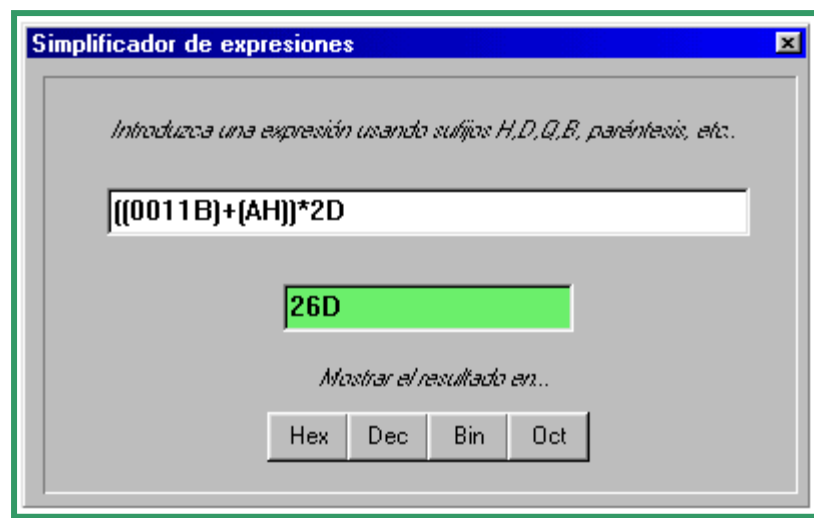 Simplificador de expresiones
Introduzca una expresión usando sufijos H,D,Q,B, paréntesis, etc..
((0011B)+(AH))*2D
26D
Mostrar el resultado en...
Hex Dec Bin Oct